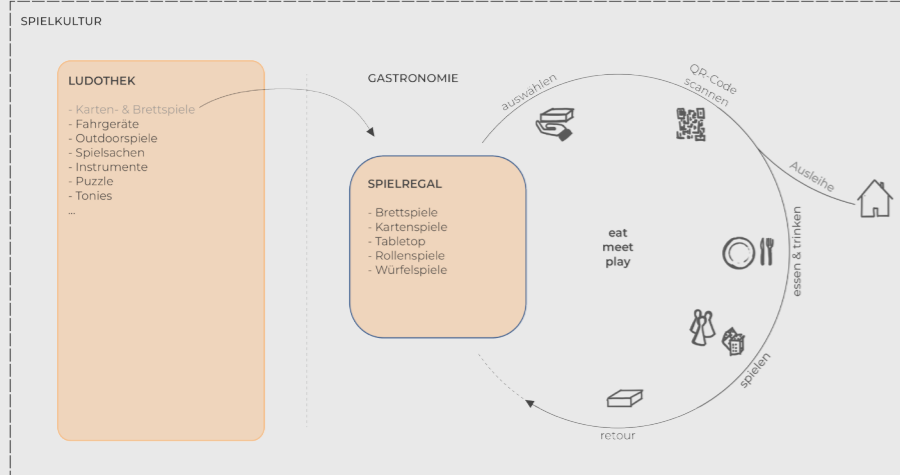 SPIELKULTUR
LUDOTHEK
- Karten- & Brettspiele
- Fahrgeräte
- Outdoorspiele
- Spielsachen
- Instrumente
- Puzzle
- Tonies
...
GASTRONOMIE
SPIELREGAL
- Brettspiele
- Kartenspiele
- Tabletop
- Rollenspiele
- Würfelspiele
auswählen
QR-Code
scannen
Ausleihe
essen & trinken
spielen
retour
eat
meet
play